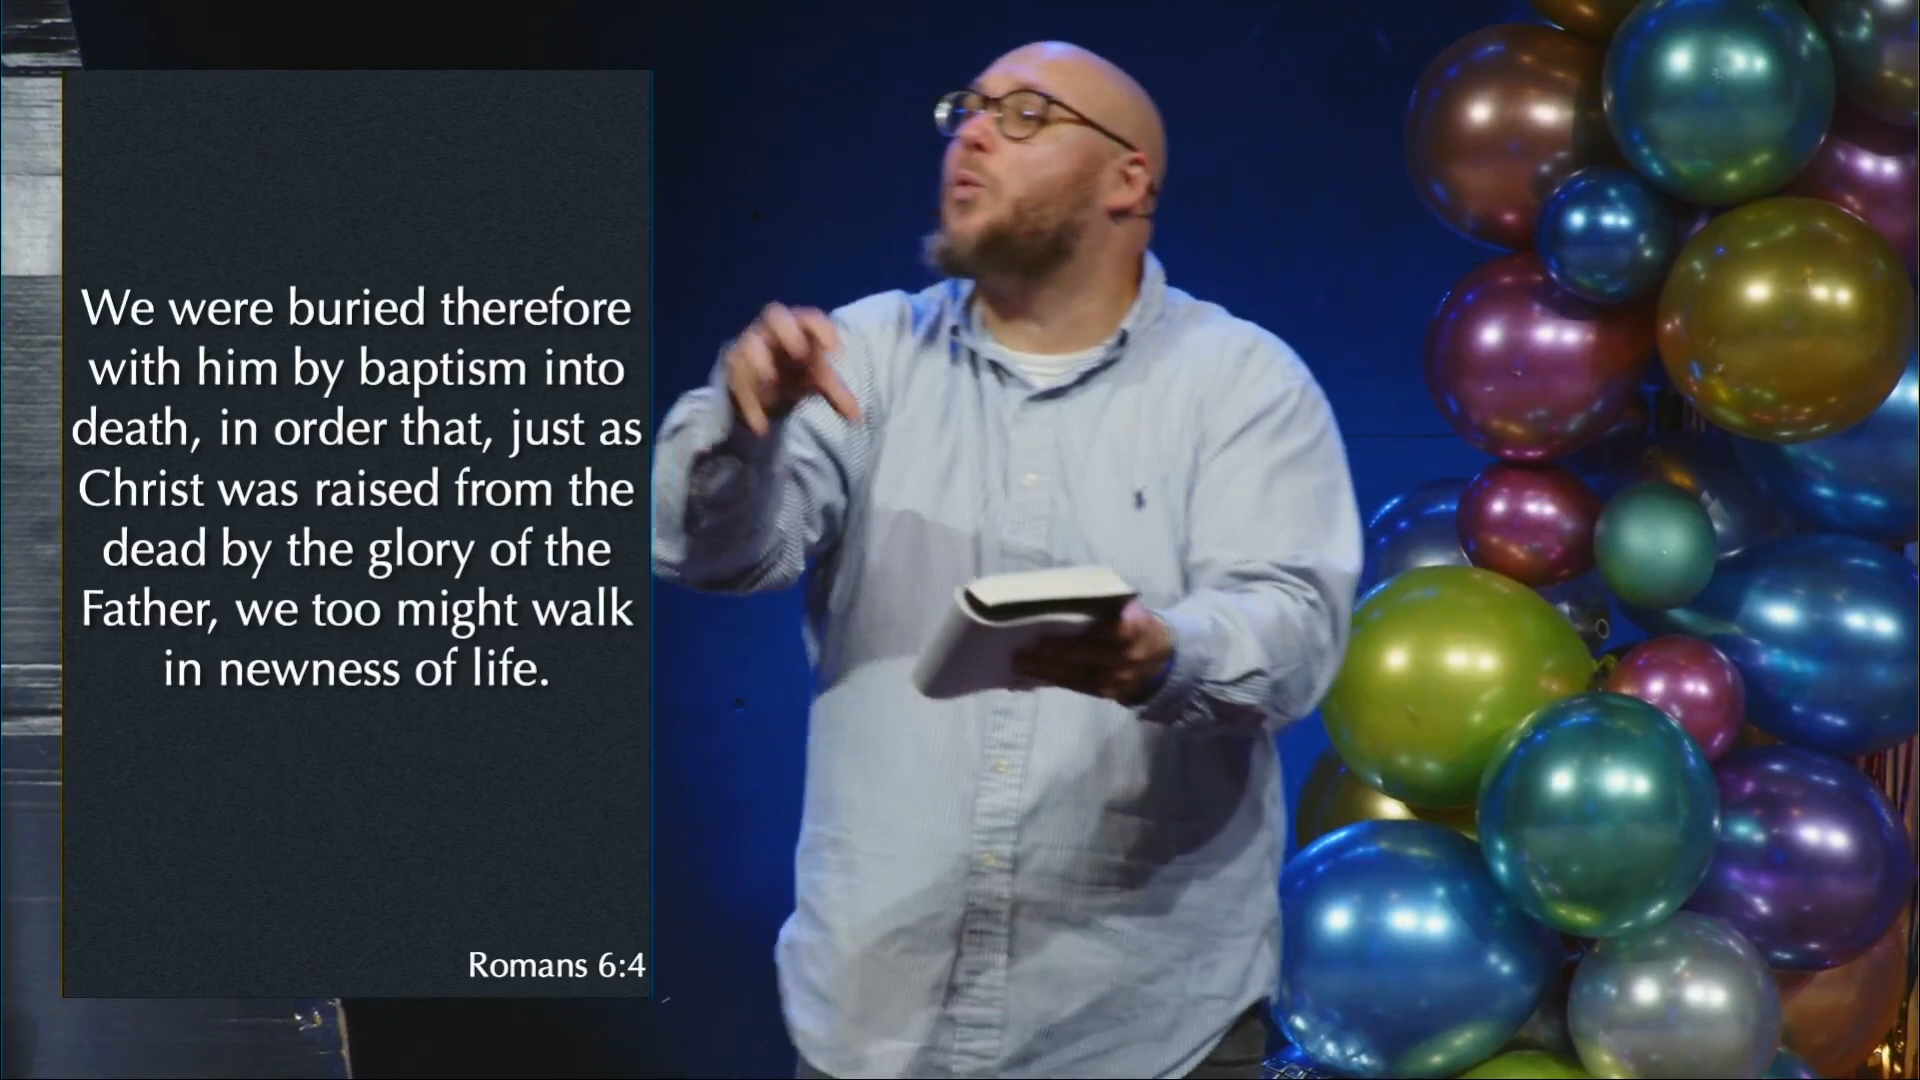 We were buried therefore
with him by baptism into
death, in order that, just as
Christ was raised from the
dead by the glory of the
Father, we too might walk
in newness of life.
Romans 6:4